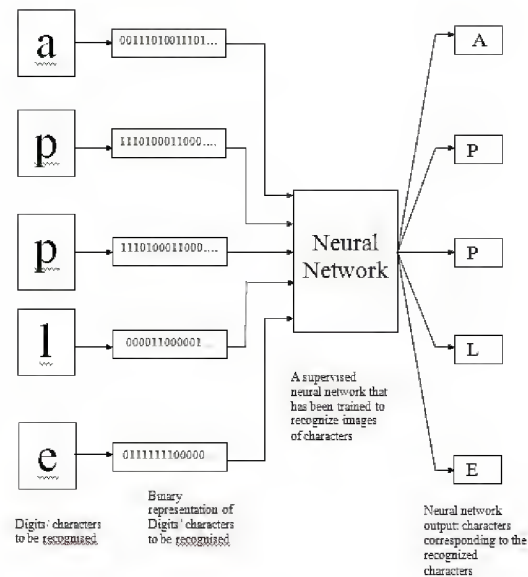 a
00111010011101...
A
p
1110100011000....
P
p
1110100011000....
Neural
Network
P
l
000011000001...
L
A supervised
neural network that
has been trained to
recognize images
of characters
e
0111111100000...
E
Digits/characters
to be recognised
Binary
representation of
Digits/characters
to be recognised
Neural network
output: characters
corresponding to the
recognized
characters